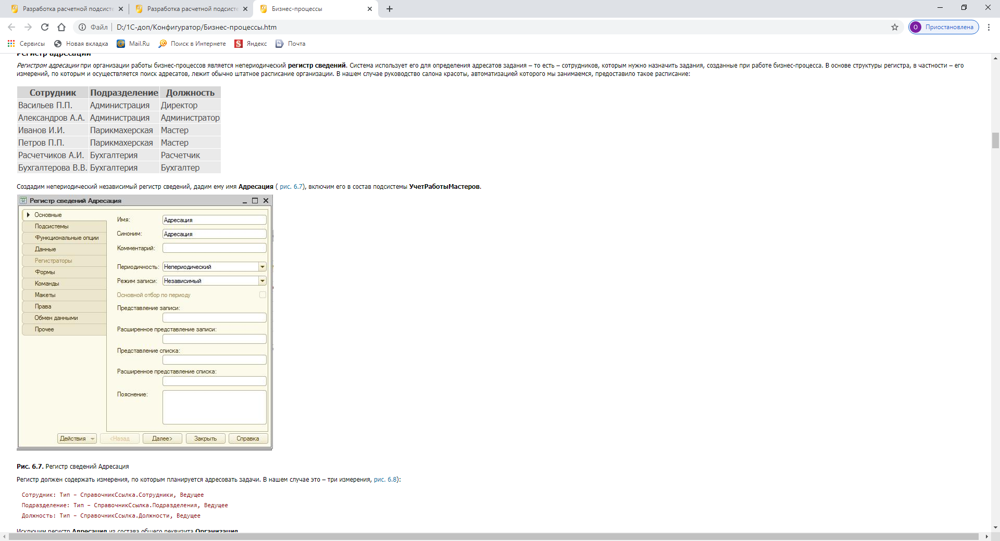 Разработка расчетной подсисте
Разработка расчетной подсисте
Бизнес-процессы
Файл
D:/1С-доп/Конфигуратор/Бизнес-процессы.htm
О
Приостановлена
Сервисы
Новая вкладка
Mail.Ru
Поиск в Интернете
Яндекс
Почта
Регистр адресации
Регистром адресации при организации работы бизнес-процессов является непериодический регистр сведений. Система использует его для определения адресатов задания – то есть – сотрудников, которым нужно назначить задания, созданные при работе бизнес-процесса. В основе структуры регистра, в частности – его
измерений, по которым и осуществляется поиск адресатов, лежит обычно штатное расписание организации. В нашем случае руководство салона красоты, автоматизацией которого мы занимаемся, предоставило такое расписание:
Сотрудник Подразделение Должность
Васильев П.П. Администрация Директор
Александров А.А. Администрация Администратор
Иванов И.И. Парикмахерская Мастер
Петров П.П. Парикмахерская Мастер
Расчетчиков А.И. Бухгалтерия Расчетчик
Бухгалтерова В.В. Бухгалтерия Бухгалтер
Создадим непериодический независимый регистр сведений, дадим ему имя Адресация ( рис. 6.7), включим его в состав подсистемы УчетРаботыМастеров.
Регистр сведений Адресация
Основные
Подсистемы
Функциональные опции
Данные
Регистраторы
Формы
Команды
Макеты
Права
Обмен данными
Прочее
Имя: Адресация
Синоним: Адресация
Комментарий:
Периодичность: Непериодический
Режим записи: Независимый
Основной отбор по периоду
Представление записи:
Расширенное представление записи:
Представление списка:
Расширенное представление списка:
Пояснение:
Действия <Назад Далее> Закрыть Справка
Рис. 6.7. Регистр сведений Адресация
Регистр должен содержать измерения, по которым планируется адресовать задачи. В нашем случае это – три измерения, рис. 6.8):
Сотрудник: Тип – СправочникСсылка.Сотрудники, Ведущее
Подразделение: Тип – СправочникСсылка.Подразделения, Ведущее
Должность: Тип – СправочникСсылка.Должности, Ведущее
Исключим регистр Адресация из состава общего реквизита Организация